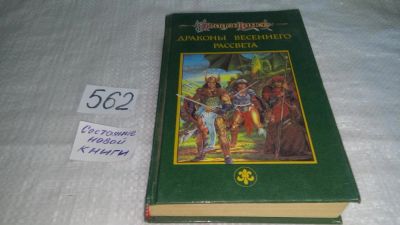 DragonLance
ДРАКОНЫ ВЕСЕННЕГО
РАССВЕТА
562
Состояние
новой
книги